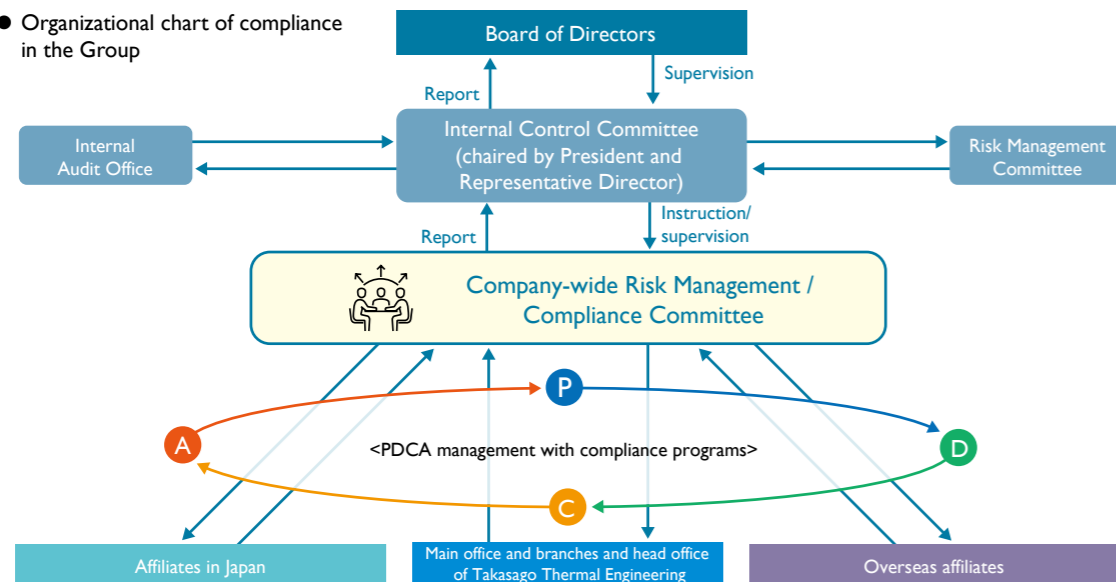 ● Organizational chart of compliance
in the Group
Board of Directors
Report
Supervision
Internal
Audit Office
Internal Control Committee
(chaired by President and
Representative Director)
Risk Management
Committee
Report
Instruction/
supervision
Company-wide Risk Management /
Compliance Committee
P
A
<PDCA management with compliance programs>
D
C
Affiliates in Japan
Main office and branches and head office
of Takasago Thermal Engineering
Overseas affiliates